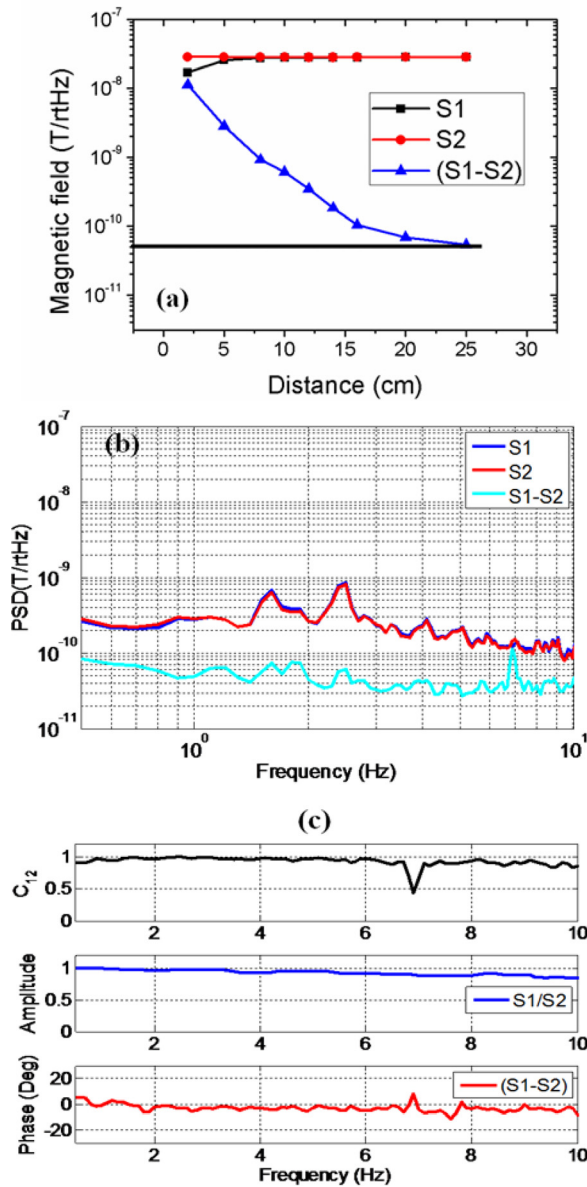 10^-7
10^-8
10^-9
10^-10
10^-11
Magnetic field (T/rtHz)
S1
S2
(S1-S2)
(a)
0 5 10 15 20 25 30
Distance (cm)
(b)
10^-7
10^-8
10^-9
10^-10
10^-11
PSD(T/rtHz)
S1
S2
S1-S2
10^0 10^1
Frequency (Hz)
(c)
C_12
1
0.5
0
2 4 6 8 10
Amplitude
1
0.5
0
S1/S2
2 4 6 8 10
Phase (Deg)
20
0
-20
(S1-S2)
2 4 6 8 10
Frequency (Hz)